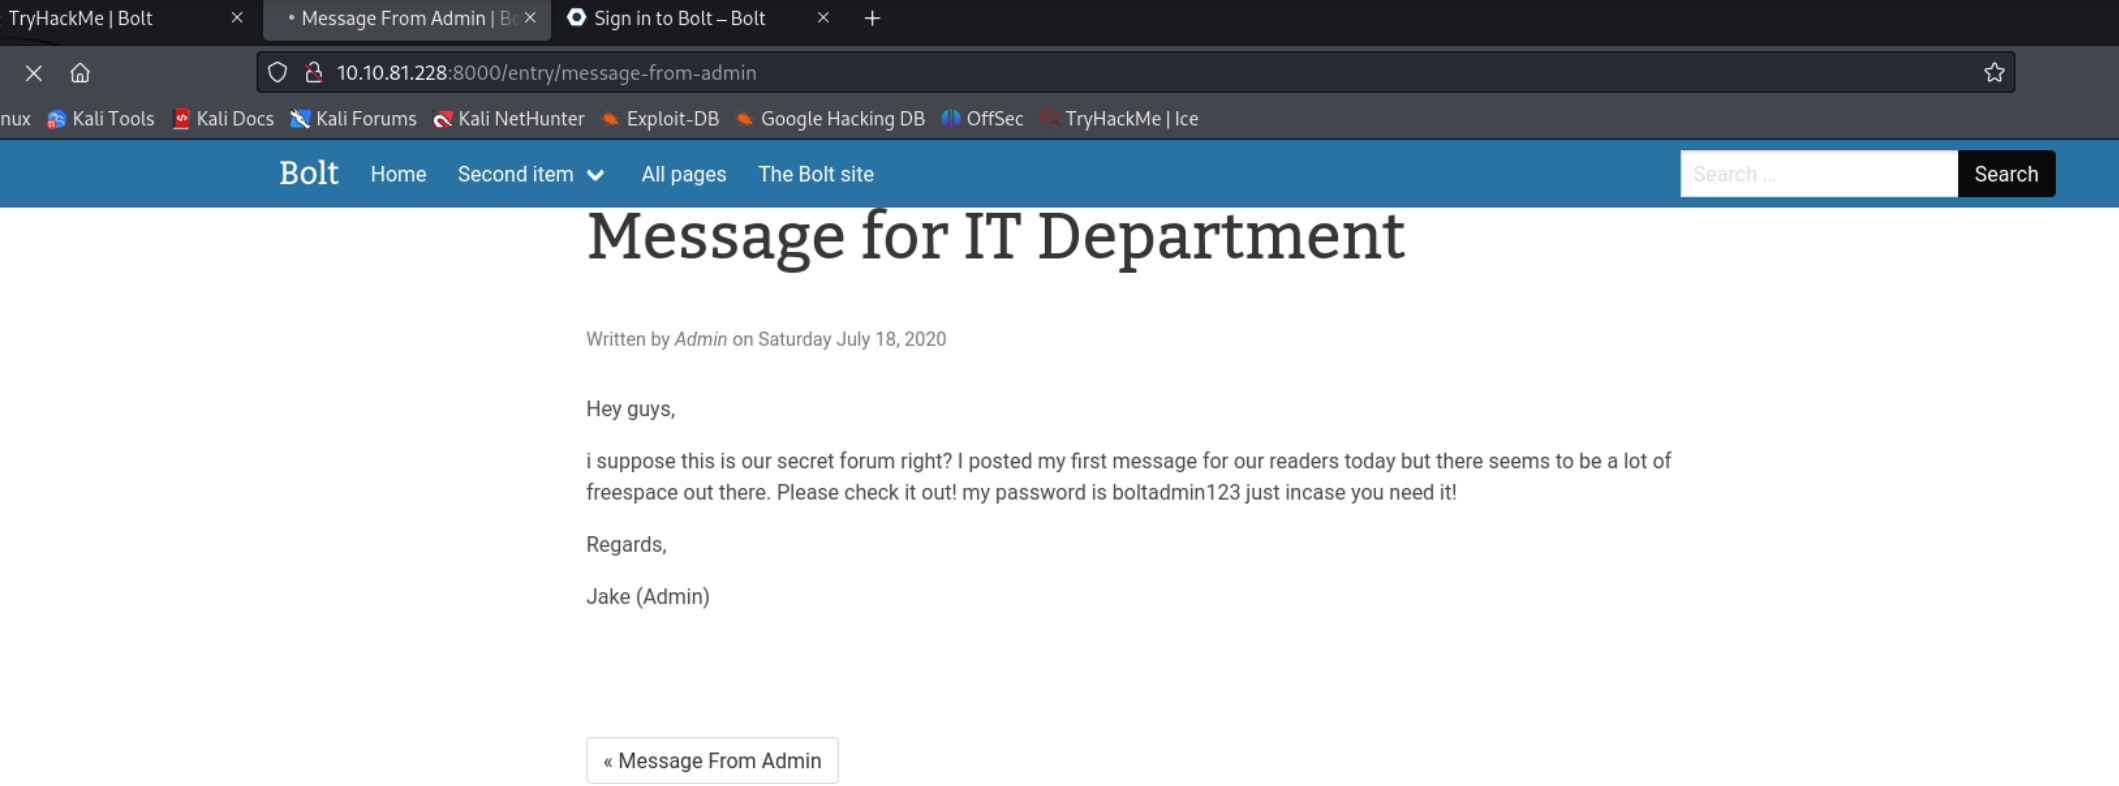 TryHackMe | Bolt
Message From Admin | Bo
Sign in to Bolt – Bolt
10.10.81.228:8000/entry/message-from-admin
nux Kali Tools Kali Docs Kali Forums Kali NetHunter Exploit-DB Google Hacking DB OffSec TryHackMe | Ice
Bolt Home Second item All pages The Bolt site Search ... Search
Message for IT Department
Written by Admin on Saturday July 18, 2020
Hey guys,
i suppose this is our secret forum right? I posted my first message for our readers today but there seems to be a lot of
freespace out there. Please check it out! my password is boltadmin123 just incase you need it!
Regards,
Jake (Admin)
« Message From Admin